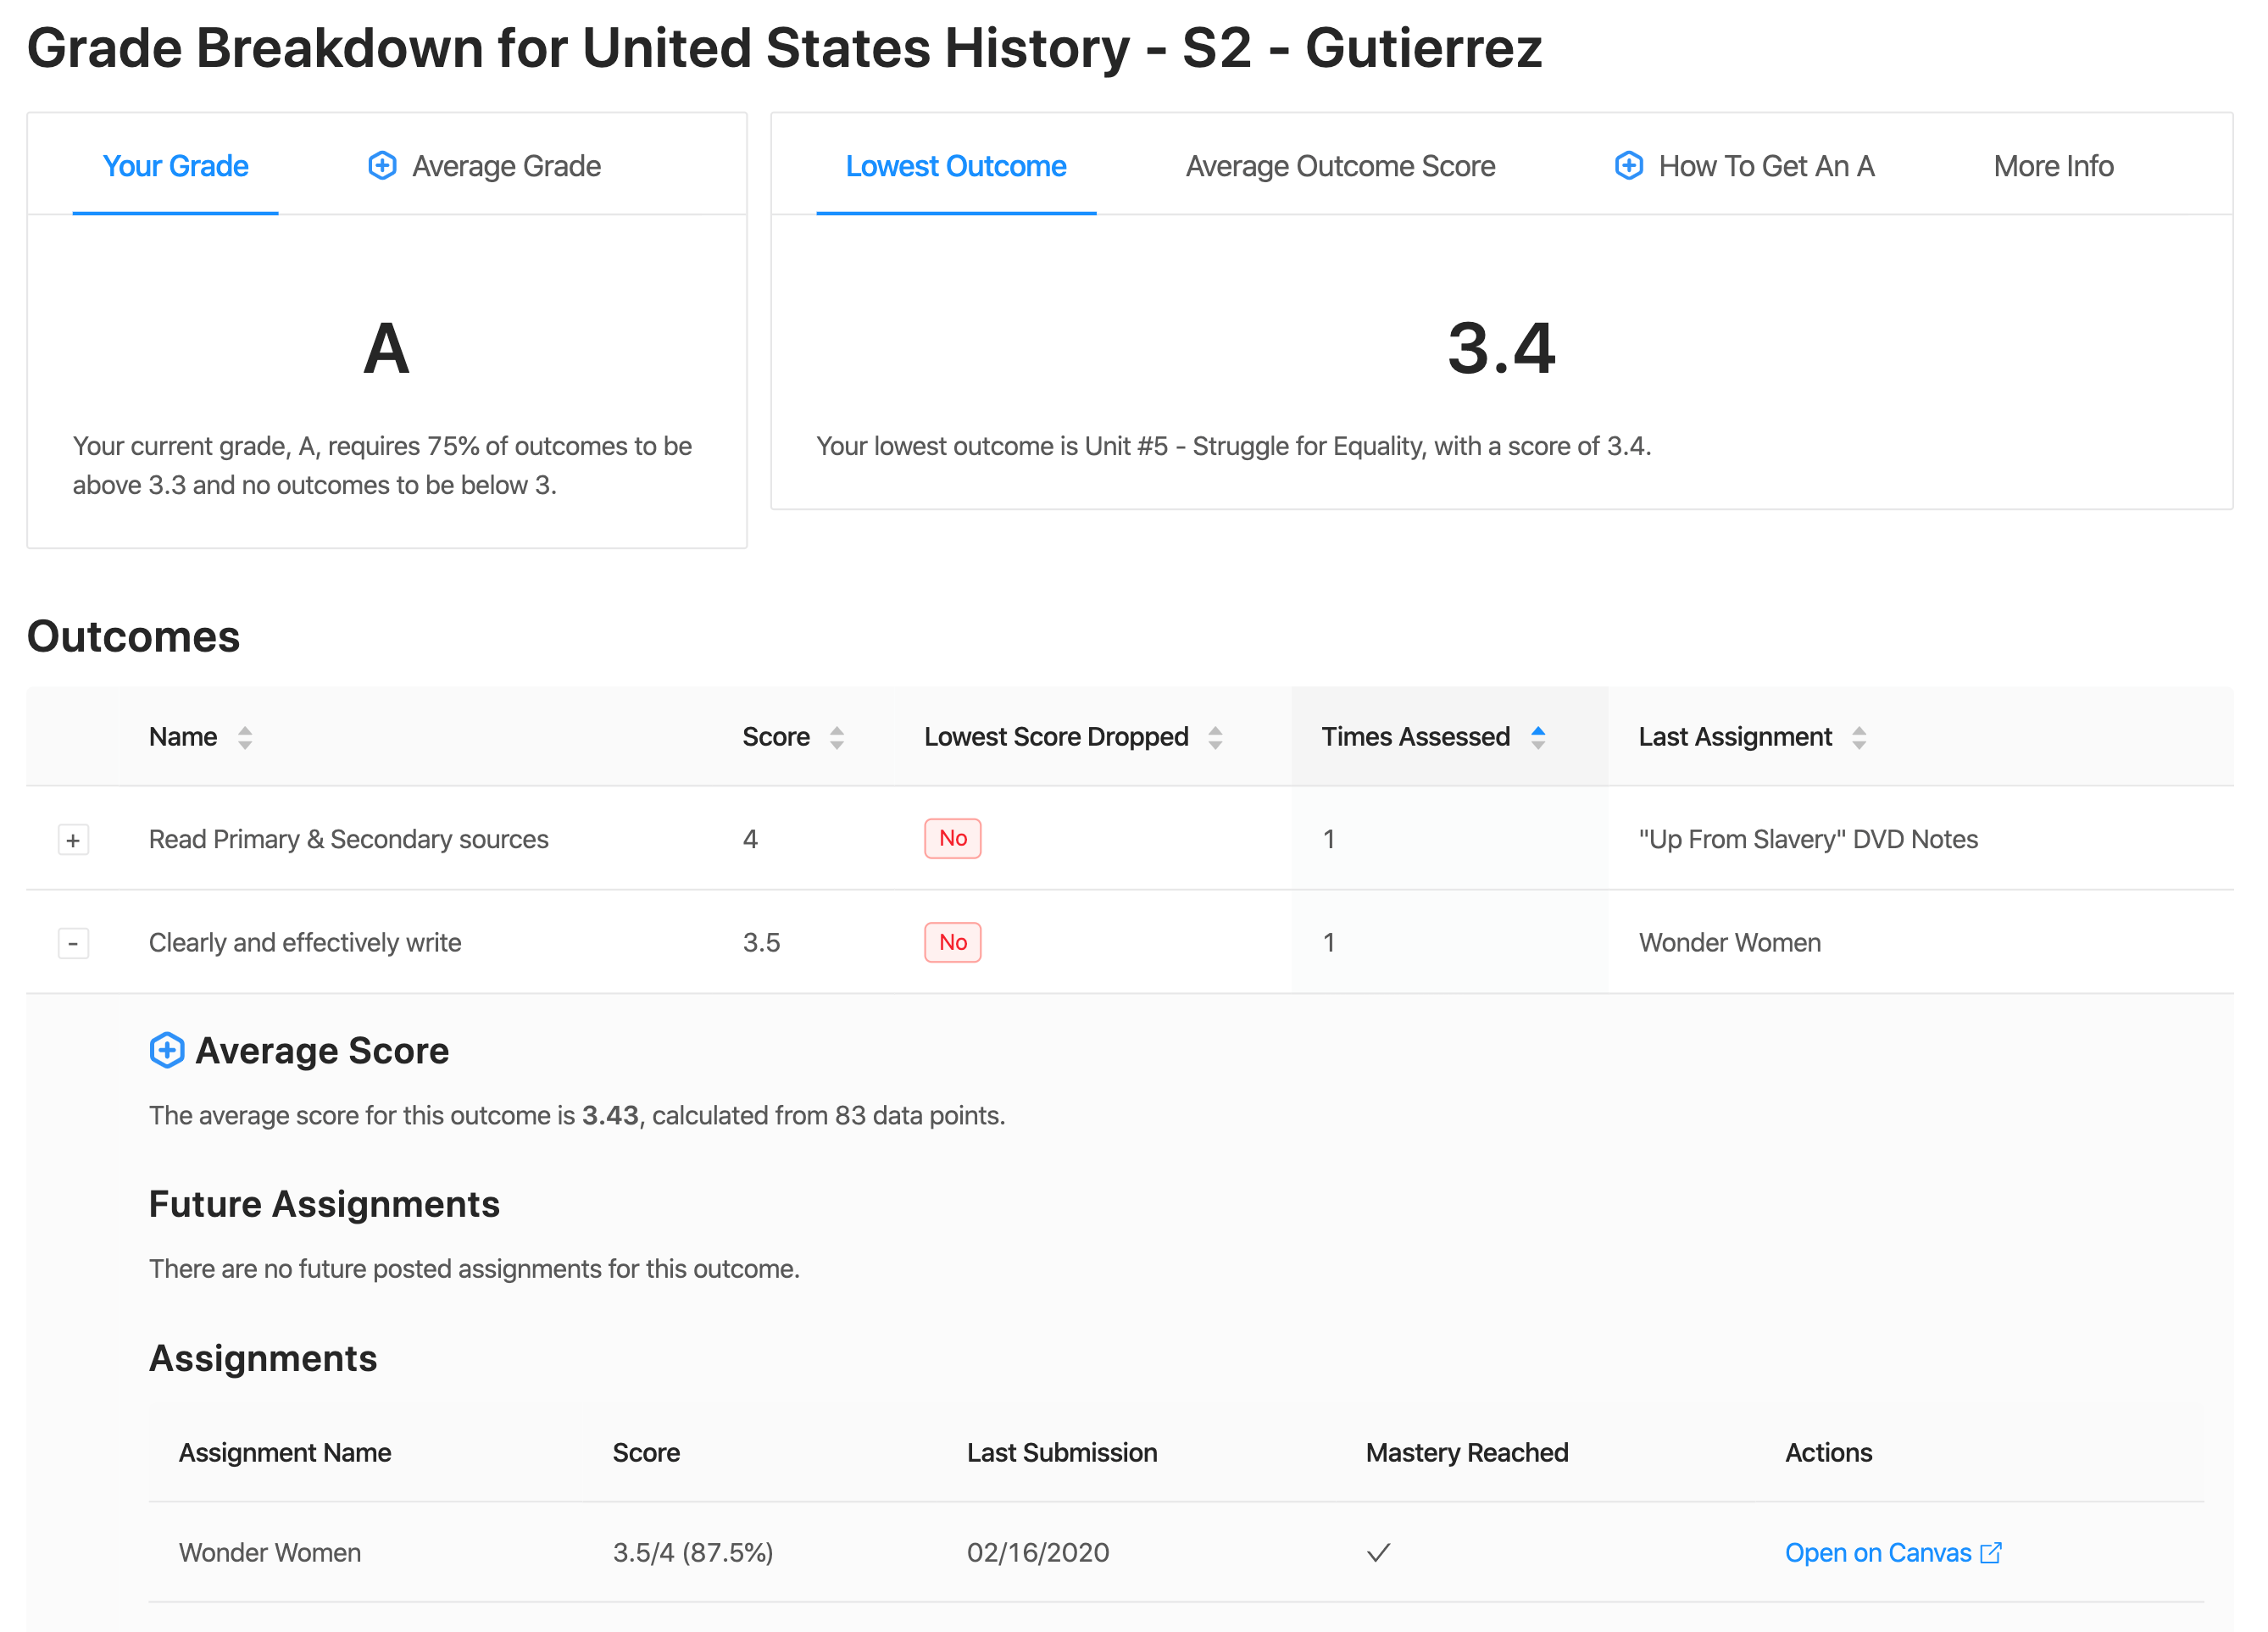 Grade Breakdown for United States History - S2 - Gutierrez
Your Grade
Average Grade
A
Your current grade, A, requires 75% of outcomes to be
above 3.3 and no outcomes to be below 3.
Lowest Outcome
Average Outcome Score
How To Get An A
More Info
3.4
Your lowest outcome is Unit #5 - Struggle for Equality, with a score of 3.4.
Outcomes
Name Score Lowest Score Dropped Times Assessed Last Assignment
+ Read Primary & Secondary sources 4 No 1 "Up From Slavery" DVD Notes
- Clearly and effectively write 3.5 No 1 Wonder Women
Average Score
The average score for this outcome is 3.43, calculated from 83 data points.
Future Assignments
There are no future posted assignments for this outcome.
Assignments
Assignment Name Score Last Submission Mastery Reached Actions
Wonder Women 3.5/4 (87.5%) 02/16/2020 ✓ Open on Canvas